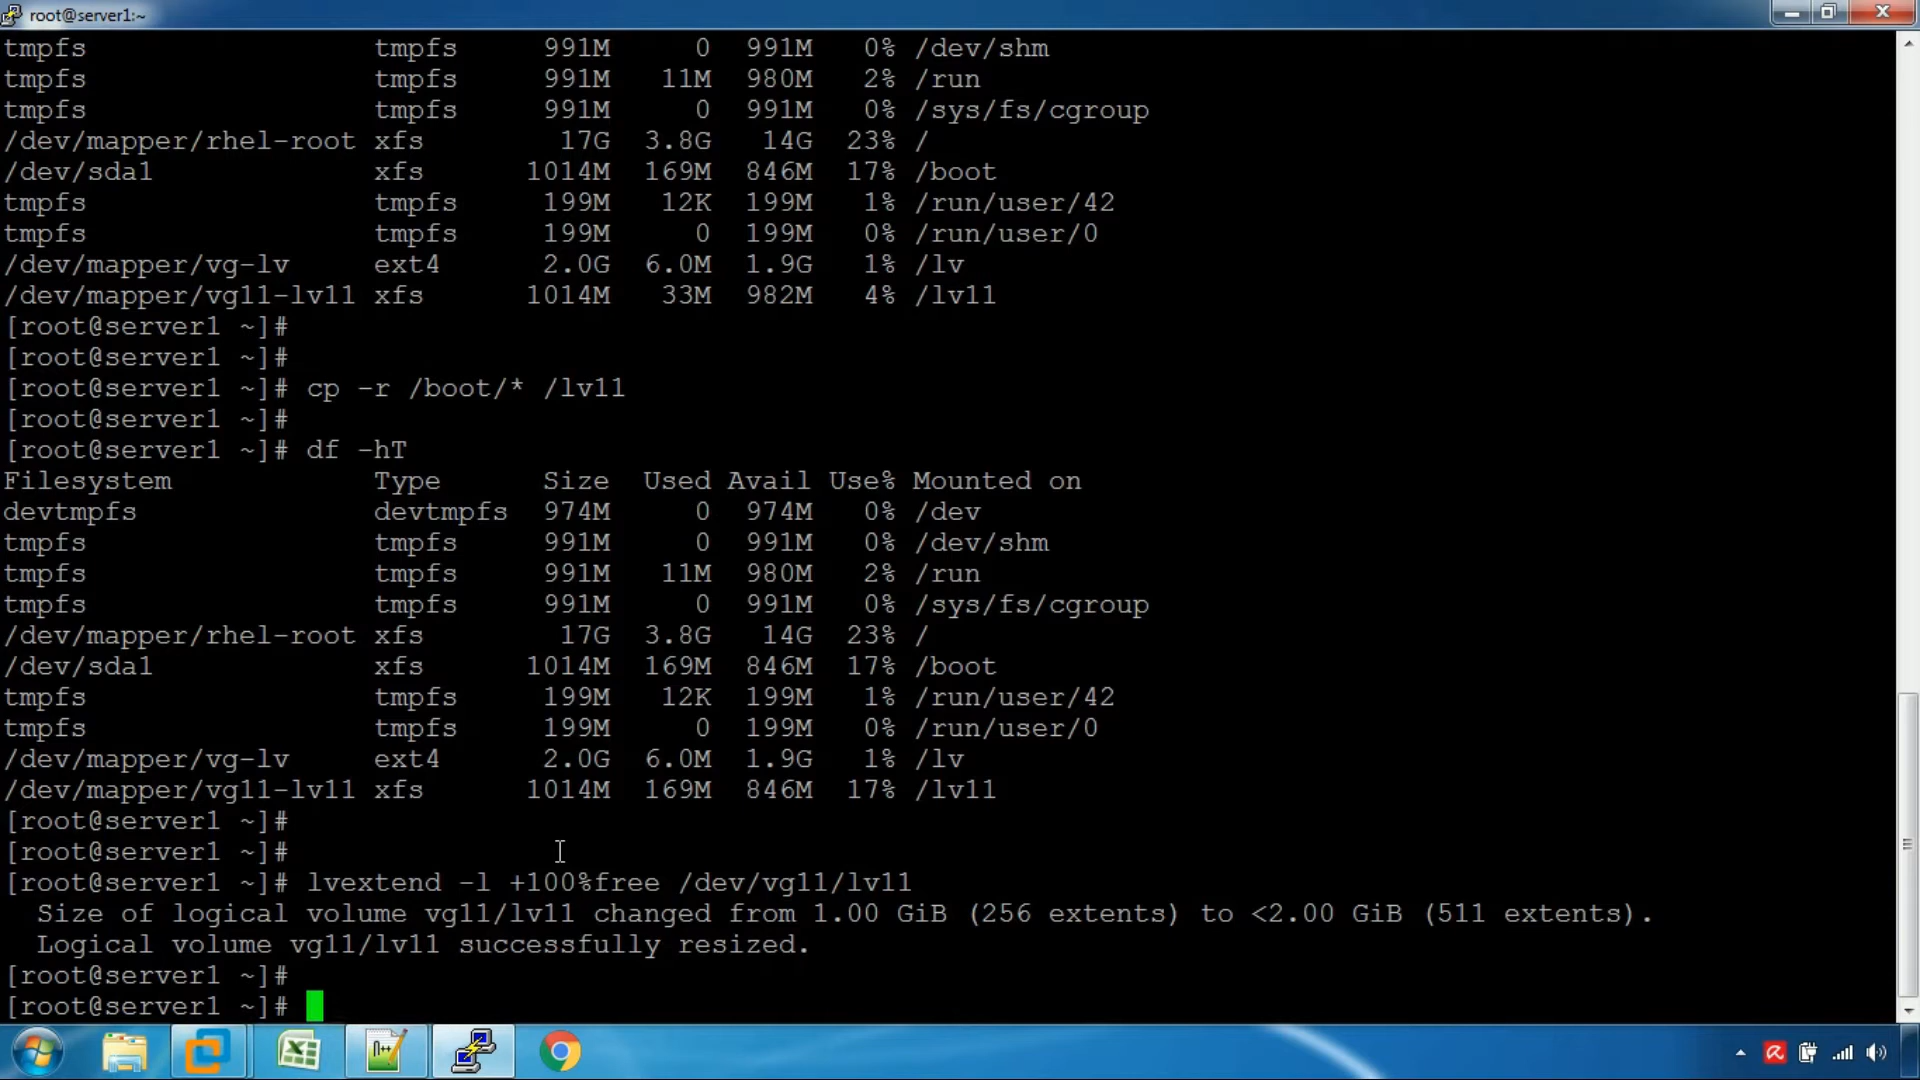 root@server1:~
tmpfs tmpfs 991M 0 991M 0% /dev/shm
tmpfs tmpfs 991M 11M 980M 2% /run
tmpfs tmpfs 991M 0 991M 0% /sys/fs/cgroup
/dev/mapper/rhel-root xfs 17G 3.8G 14G 23% /
/dev/sda1 xfs 1014M 169M 846M 17% /boot
tmpfs tmpfs 199M 12K 199M 1% /run/user/42
tmpfs tmpfs 199M 0 199M 0% /run/user/0
/dev/mapper/vg-lv ext4 2.0G 6.0M 1.9G 1% /lv
/dev/mapper/vg11-lv11 xfs 1014M 33M 982M 4% /lv11
[root@server1 ~]#
[root@server1 ~]#
[root@server1 ~]# cp -r /boot/* /lv11
[root@server1 ~]#
[root@server1 ~]# df -hT
Filesystem Type Size Used Avail Use% Mounted on
devtmpfs devtmpfs 974M 0 974M 0% /dev
tmpfs tmpfs 991M 0 991M 0% /dev/shm
tmpfs tmpfs 991M 11M 980M 2% /run
tmpfs tmpfs 991M 0 991M 0% /sys/fs/cgroup
/dev/mapper/rhel-root xfs 17G 3.8G 14G 23% /
/dev/sda1 xfs 1014M 169M 846M 17% /boot
tmpfs tmpfs 199M 12K 199M 1% /run/user/42
tmpfs tmpfs 199M 0 199M 0% /run/user/0
/dev/mapper/vg-lv ext4 2.0G 6.0M 1.9G 1% /lv
/dev/mapper/vg11-lv11 xfs 1014M 169M 846M 17% /lv11
[root@server1 ~]#
[root@server1 ~]#
[root@server1 ~]# lvextend -l +100%free /dev/vg11/lv11
Size of logical volume vg11/lv11 changed from 1.00 GiB (256 extents) to <2.00 GiB (511 extents).
Logical volume vg11/lv11 successfully resized.
[root@server1 ~]#
[root@server1 ~]#